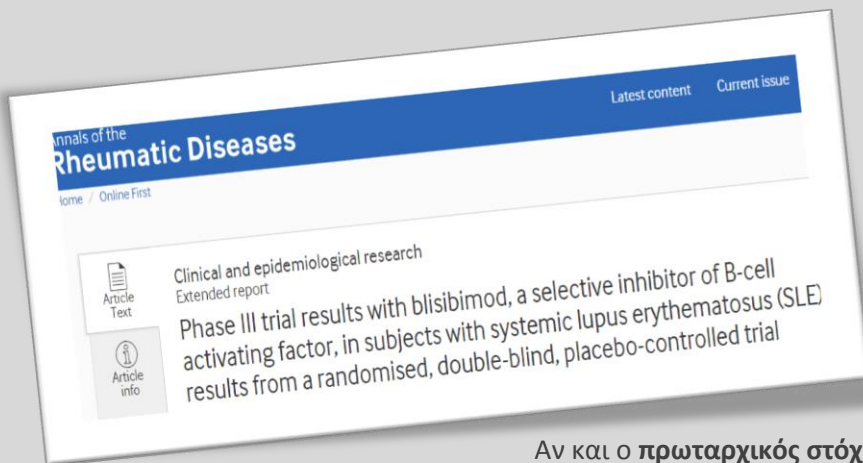 Annals of the
Rheumatic Diseases
Latest content Current issue
Home / Online First
Article
Text
Article
info
Clinical and epidemiological research
Extended report
Phase III trial results with blisibimod, a selective inhibitor of B-cell
activating factor, in subjects with systemic lupus erythematosus (SLE)
results from a randomised, double-blind, placebo-controlled trial
Αν και ο πρωταρχικός στόχ